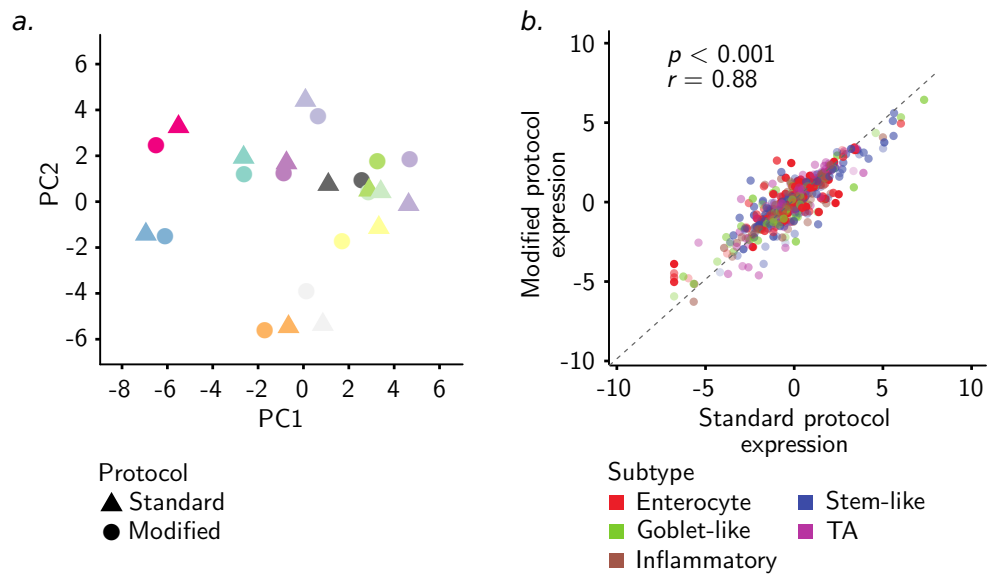 a.
6
4
2
0
-2
-4
-6
PC2
-8 -6 -4 -2 0 2 4 6
PC1
Protocol
Standard
Modified
b.
p < 0.001
r = 0.88
10
5
0
-5
-10
Modified protocol
expression
-10 -5 0 5 10
Standard protocol
expression
Subtype
Enterocyte
Goblet-like
Inflammatory
Stem-like
TA